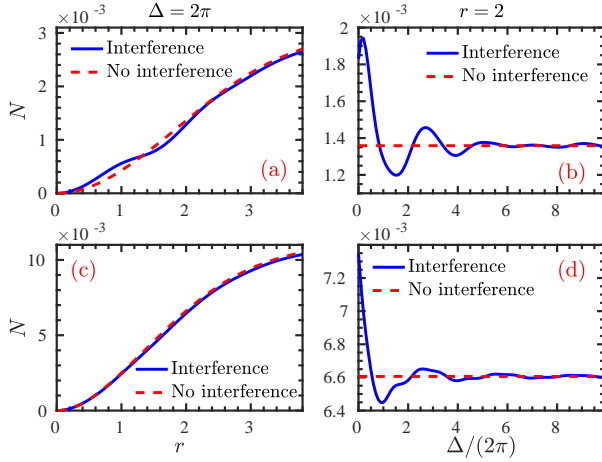 Δ = 2π
r = 2
×10⁻³
×10⁻³
3
2
1
0
N
Interference
No interference
(a)
0
1
2
3
2
1.8
1.6
1.4
1.2
Interference
No interference
(b)
0
2
4
6
8
×10⁻³
×10⁻³
10
5
0
N
(c)
Interference
No interference
0
1
2
3
r
7.2
7
6.8
6.6
6.4
Interference
No interference
(d)
0
2
4
6
8
Δ/(2π)